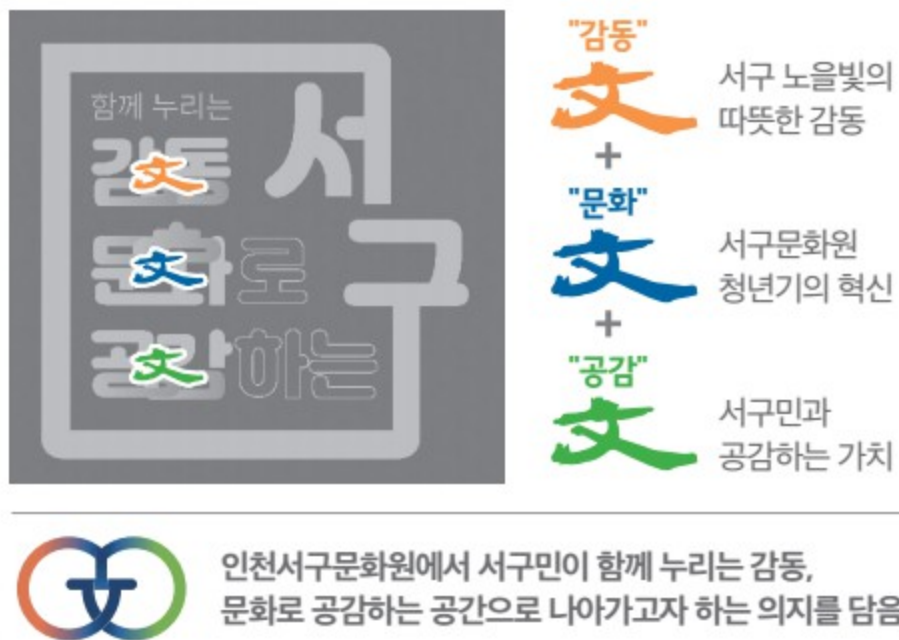 함께 누리는
감동
문화로
공감하는
서구
"감동"
文
서구 노을빛의
따뜻한 감동
+
"문화"
文
서구문화원
청년기의 혁신
+
"공감"
文
서구민과
공감하는 가치
文
文
文
인천서구문화원에서 서구민이 함께 누리는 감동,
문화로 공감하는 공간으로 나아가고자 하는 의지를 담음